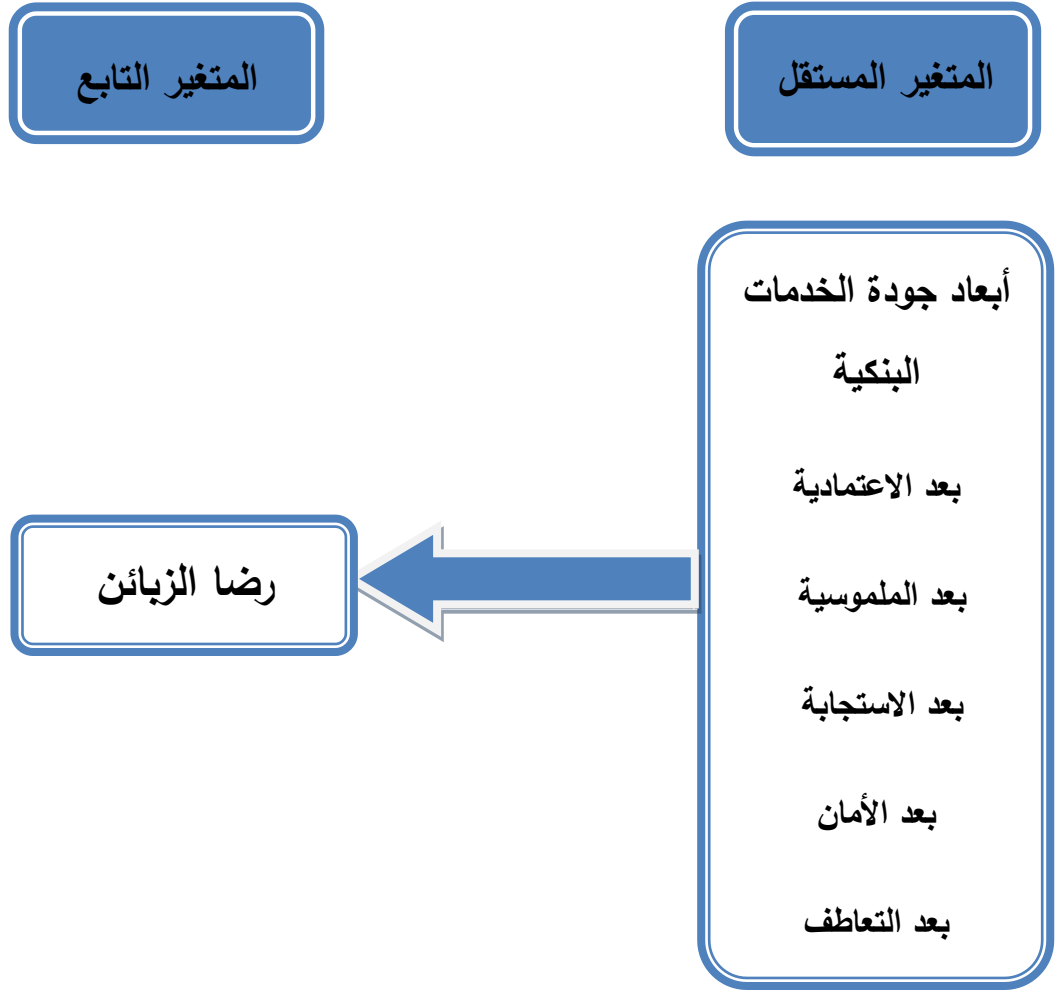 المتغير المستقل
المتغير التابع
أبعاد جودة الخدمات
البنكية
بعد الاعتمادية
بعد الملموسية
بعد الاستجابة
بعد الأمان
بعد التعاطف
رضا الزبائن